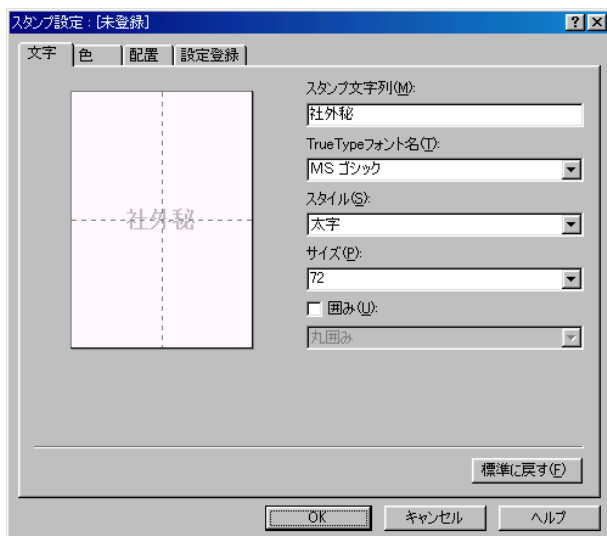 スタンプ設定：[未登録]
文字 色 配置 設定登録
スタンプ文字列(M):
社外秘
TrueTypeフォント名(T):
MS ゴシック
スタイル(S):
太字
サイズ(P):
72
囲み(U):
丸囲み
社外秘
標準に戻す(F)
OK キャンセル ヘルプ